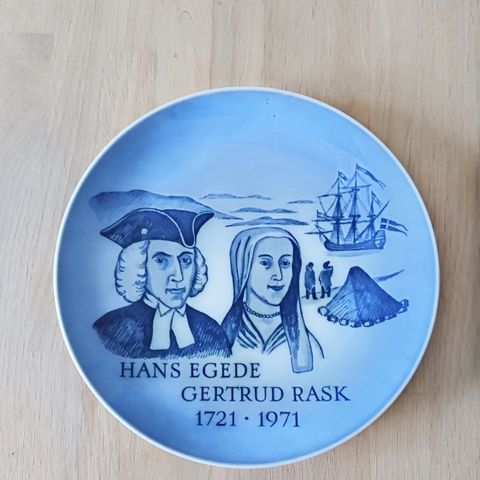 HANS EGEDE
GERTRUD RASK
1721 · 1971